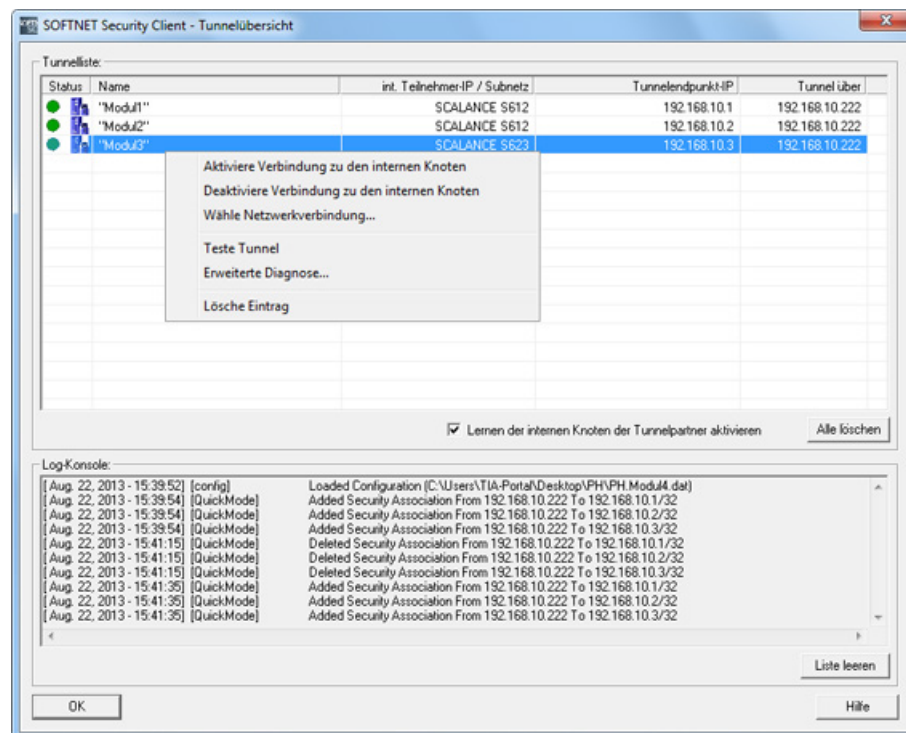 SOFTNET Security Client - Tunnelübersicht
Tunnelliste:
Status Name int. Teilnehmer-IP / Subnetz Tunnelendpunkt-IP Tunnel über
"Modul1" SCALANCE S612 192.168.10.1 192.168.10.222
"Modul2" SCALANCE S612 192.168.10.2 192.168.10.222
"Modul3" SCALANCE S623 192.168.10.3 192.168.10.222
Aktiviere Verbindung zu den internen Knoten
Deaktiviere Verbindung zu den internen Knoten
Wähle Netzwerkverbindung...
Teste Tunnel
Erweiterte Diagnose...
Lösche Eintrag
Lernen der internen Knoten der Tunnelpartner aktivieren Alle löschen
Log-Konsole:
[ Aug. 22, 2013 - 15:39:52] [config] Loaded Configuration (C:\Users\TIA-Portal\Desktop\PH\PH.Modul4.dat)
[ Aug. 22, 2013 - 15:39:54] [QuickMode] Added Security Association From 192.168.10.222 To 192.168.10.1/32
[ Aug. 22, 2013 - 15:39:54] [QuickMode] Added Security Association From 192.168.10.222 To 192.168.10.2/32
[ Aug. 22, 2013 - 15:39:54] [QuickMode] Added Security Association From 192.168.10.222 To 192.168.10.3/32
[ Aug. 22, 2013 - 15:41:15] [QuickMode] Deleted Security Association From 192.168.10.222 To 192.168.10.1/32
[ Aug. 22, 2013 - 15:41:15] [QuickMode] Deleted Security Association From 192.168.10.222 To 192.168.10.2/32
[ Aug. 22, 2013 - 15:41:15] [QuickMode] Deleted Security Association From 192.168.10.222 To 192.168.10.3/32
[ Aug. 22, 2013 - 15:41:35] [QuickMode] Added Security Association From 192.168.10.222 To 192.168.10.1/32
[ Aug. 22, 2013 - 15:41:35] [QuickMode] Added Security Association From 192.168.10.222 To 192.168.10.2/32
[ Aug. 22, 2013 - 15:41:35] [QuickMode] Added Security Association From 192.168.10.222 To 192.168.10.3/32
Liste leeren
OK Hilfe